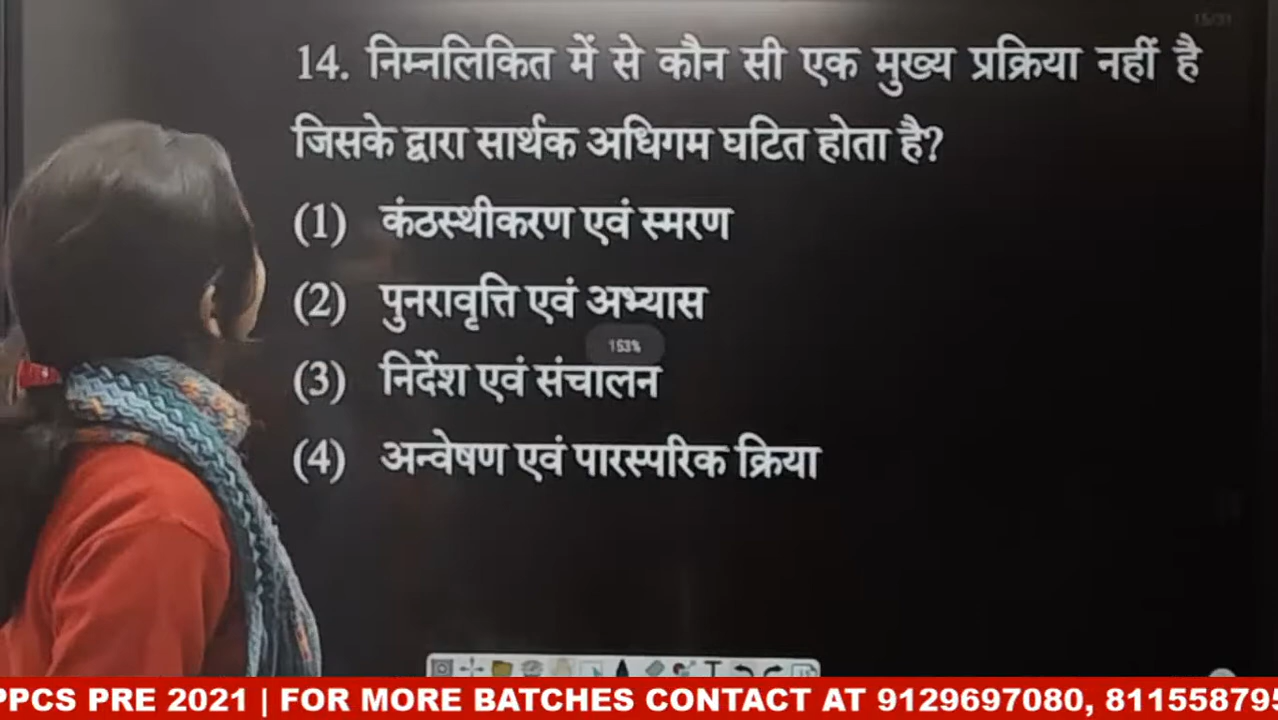 14. निम्नलिकित में से कौन सी एक मुख्य प्रक्रिया नहीं है
जिसके द्वारा सार्थक अधिगम घटित होता है?
(1) कंठस्थीकरण एवं स्मरण
(2) पुनरावृत्ति एवं अभ्यास
153%
(3) निर्देश एवं संचालन
(4) अन्वेषण एवं पारस्परिक क्रिया
PPCS PRE 2021 | FOR MORE BATCHES CONTACT AT 9129697080, 811558795